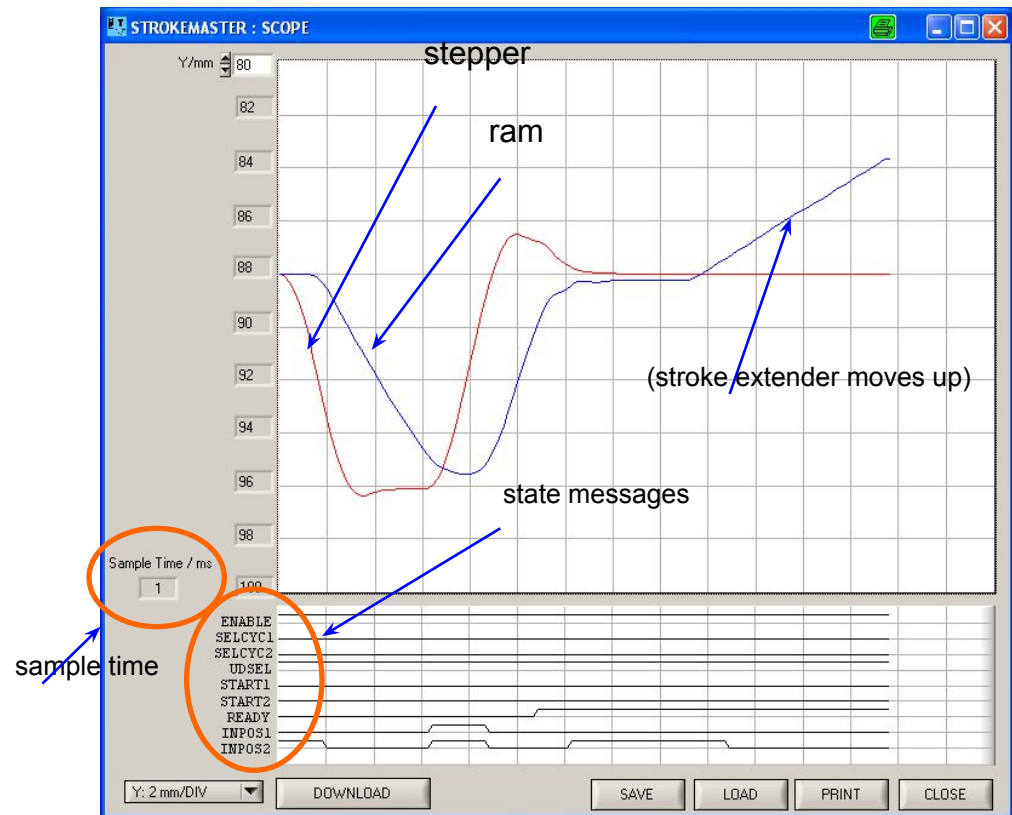 STROKEMASTER : SCOPE
Y/mm 80
stepper
82
ram
84
86
88
90
92
(stroke extender moves up)
94
96
state messages
98
Sample Time / ms
1
100
ENABLE
SELCYC1
SELCYC2
UDSEL
sample time
START1
START2
READY
INPOS1
INPOS2
Y: 2 mm/DIV
DOWNLOAD
SAVE
LOAD
PRINT
CLOSE